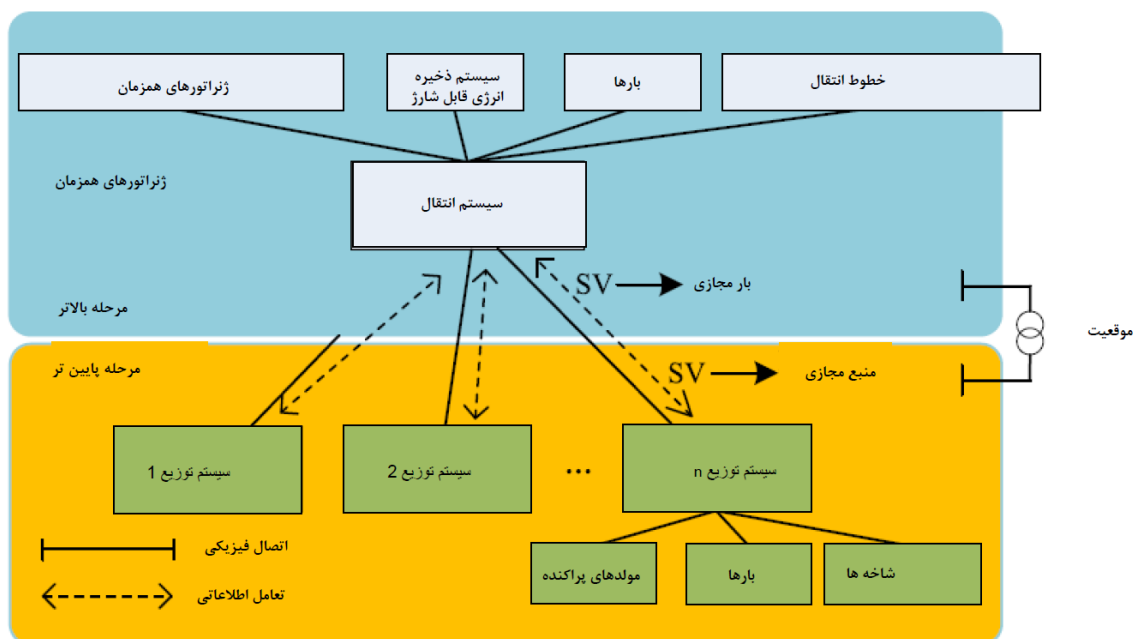 ژنراتورهای همزمان
سیستم ذخیره
انرژی قابل شارژ
بارها
خطوط انتقال
ژنراتورهای همزمان
سیستم انتقال
SV
بار مجازی
مرحله بالاتر
موقعیت
مرحله پایین تر
SV
منبع مجازی
سیستم توزیع 1
سیستم توزیع 2
...
سیستم توزیع n
اتصال فیزیکی
مولدهای پراکنده
بارها
شاخه ها
تعامل اطلاعاتی